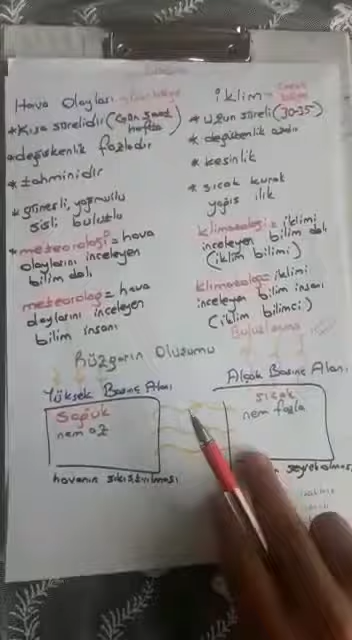 Hava Olayları
*Kısa sürelidir (Gün saat hafta)
*değişkenlik fazladır
*tahminidir
*güneşli, yağmurlu sisli bulutlu
*meteoroloji = hava
olaylarını inceleyen
bilim dalı
meteorolog = hava
olaylarını inceleyen
bilim insanı
iklim
*uzun süreli (30-35)
*değişkenlik azdır
*kesinlik
*sıcak kurak
yağış ılık
klimatoloji = iklimi
inceleyen bilim dalı
(iklim bilimi)
klimatolog = iklimi
inceleyen bilim insanı
(iklim bilimci)
Rüzgarın Oluşumu
Yüksek Basınç Alanı
Soğuk
nem az
havanın sıkıştırılması
Alçak Basınç Alanı
sıcak
nem fazla